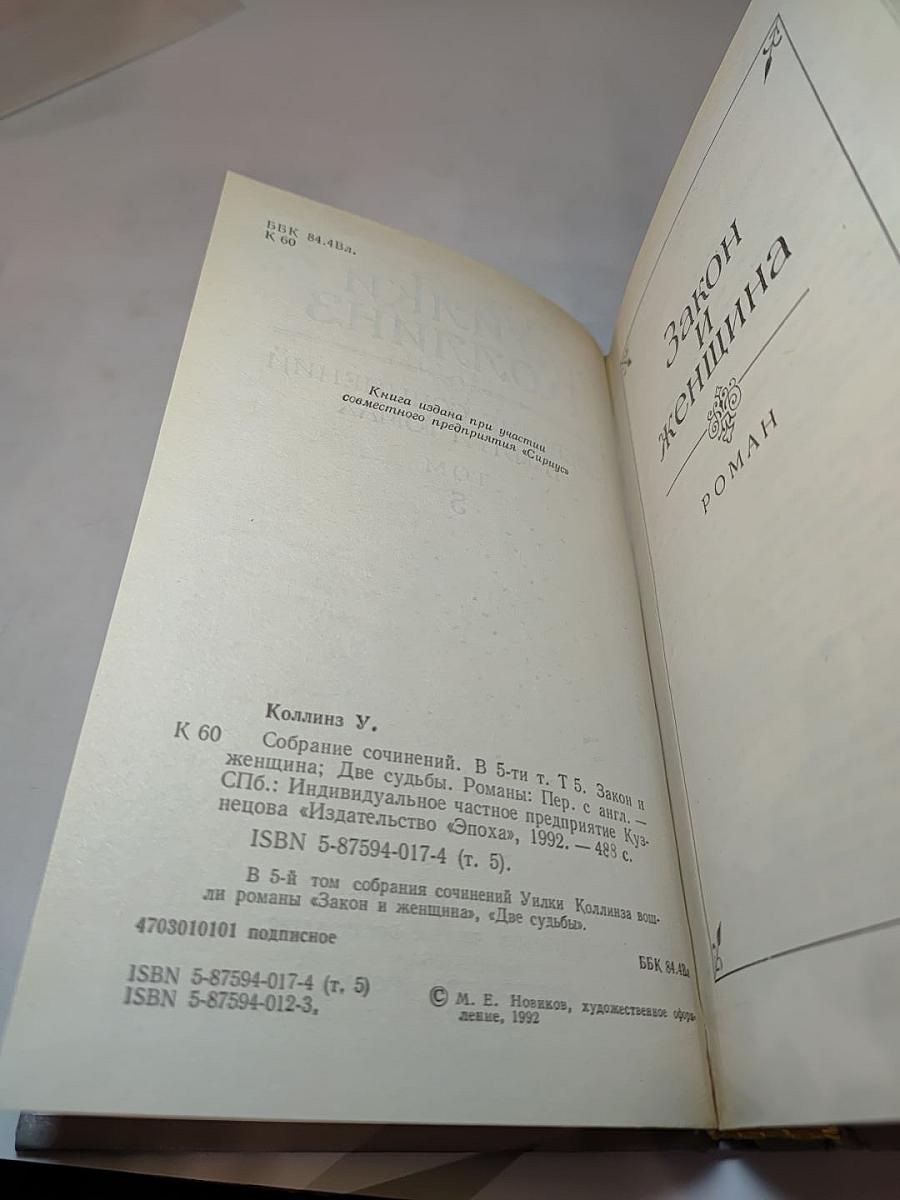 ББК 84.4Вл.
К 60
Книга издана при участии
совместного предприятия «Сириус»
Коллинз У.
К 60 Собрание сочинений. В 5-ти т. Т 5. Закон и
женщина; Две судьбы. Романы: Пер. с англ. —
СПб.: Индивидуальное частное предприятие Куз-
нецова «Издательство «Эпоха», 1992. — 488 с.
ISBN 5-87594-017-4 (т. 5).
В 5-й том собрания сочинений Уилки Коллинза вош-
ли романы «Закон и женщина», «Две судьбы».
4703010101 подписное
ББК 84.4Вл
ISBN 5-87594-017-4 (т. 5)
ISBN 5-87594-012-3.
© М. Е. Новиков, художественное офор-
ление, 1992
Закон
и
женщина
РОМАН